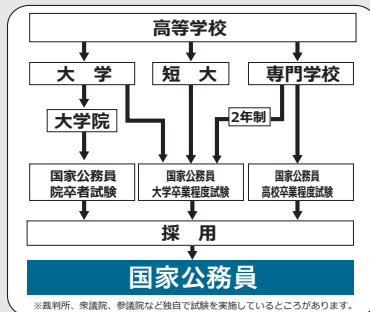 高等学校
大学
短大
専門学校
大学院
2年制
国家公務員
院卒者試験
国家公務員
大学卒業程度試験
国家公務員
高校卒業程度試験
採用
国家公務員
※裁判所、衆議院、参議院など独自で試験を実施しているところがあります。